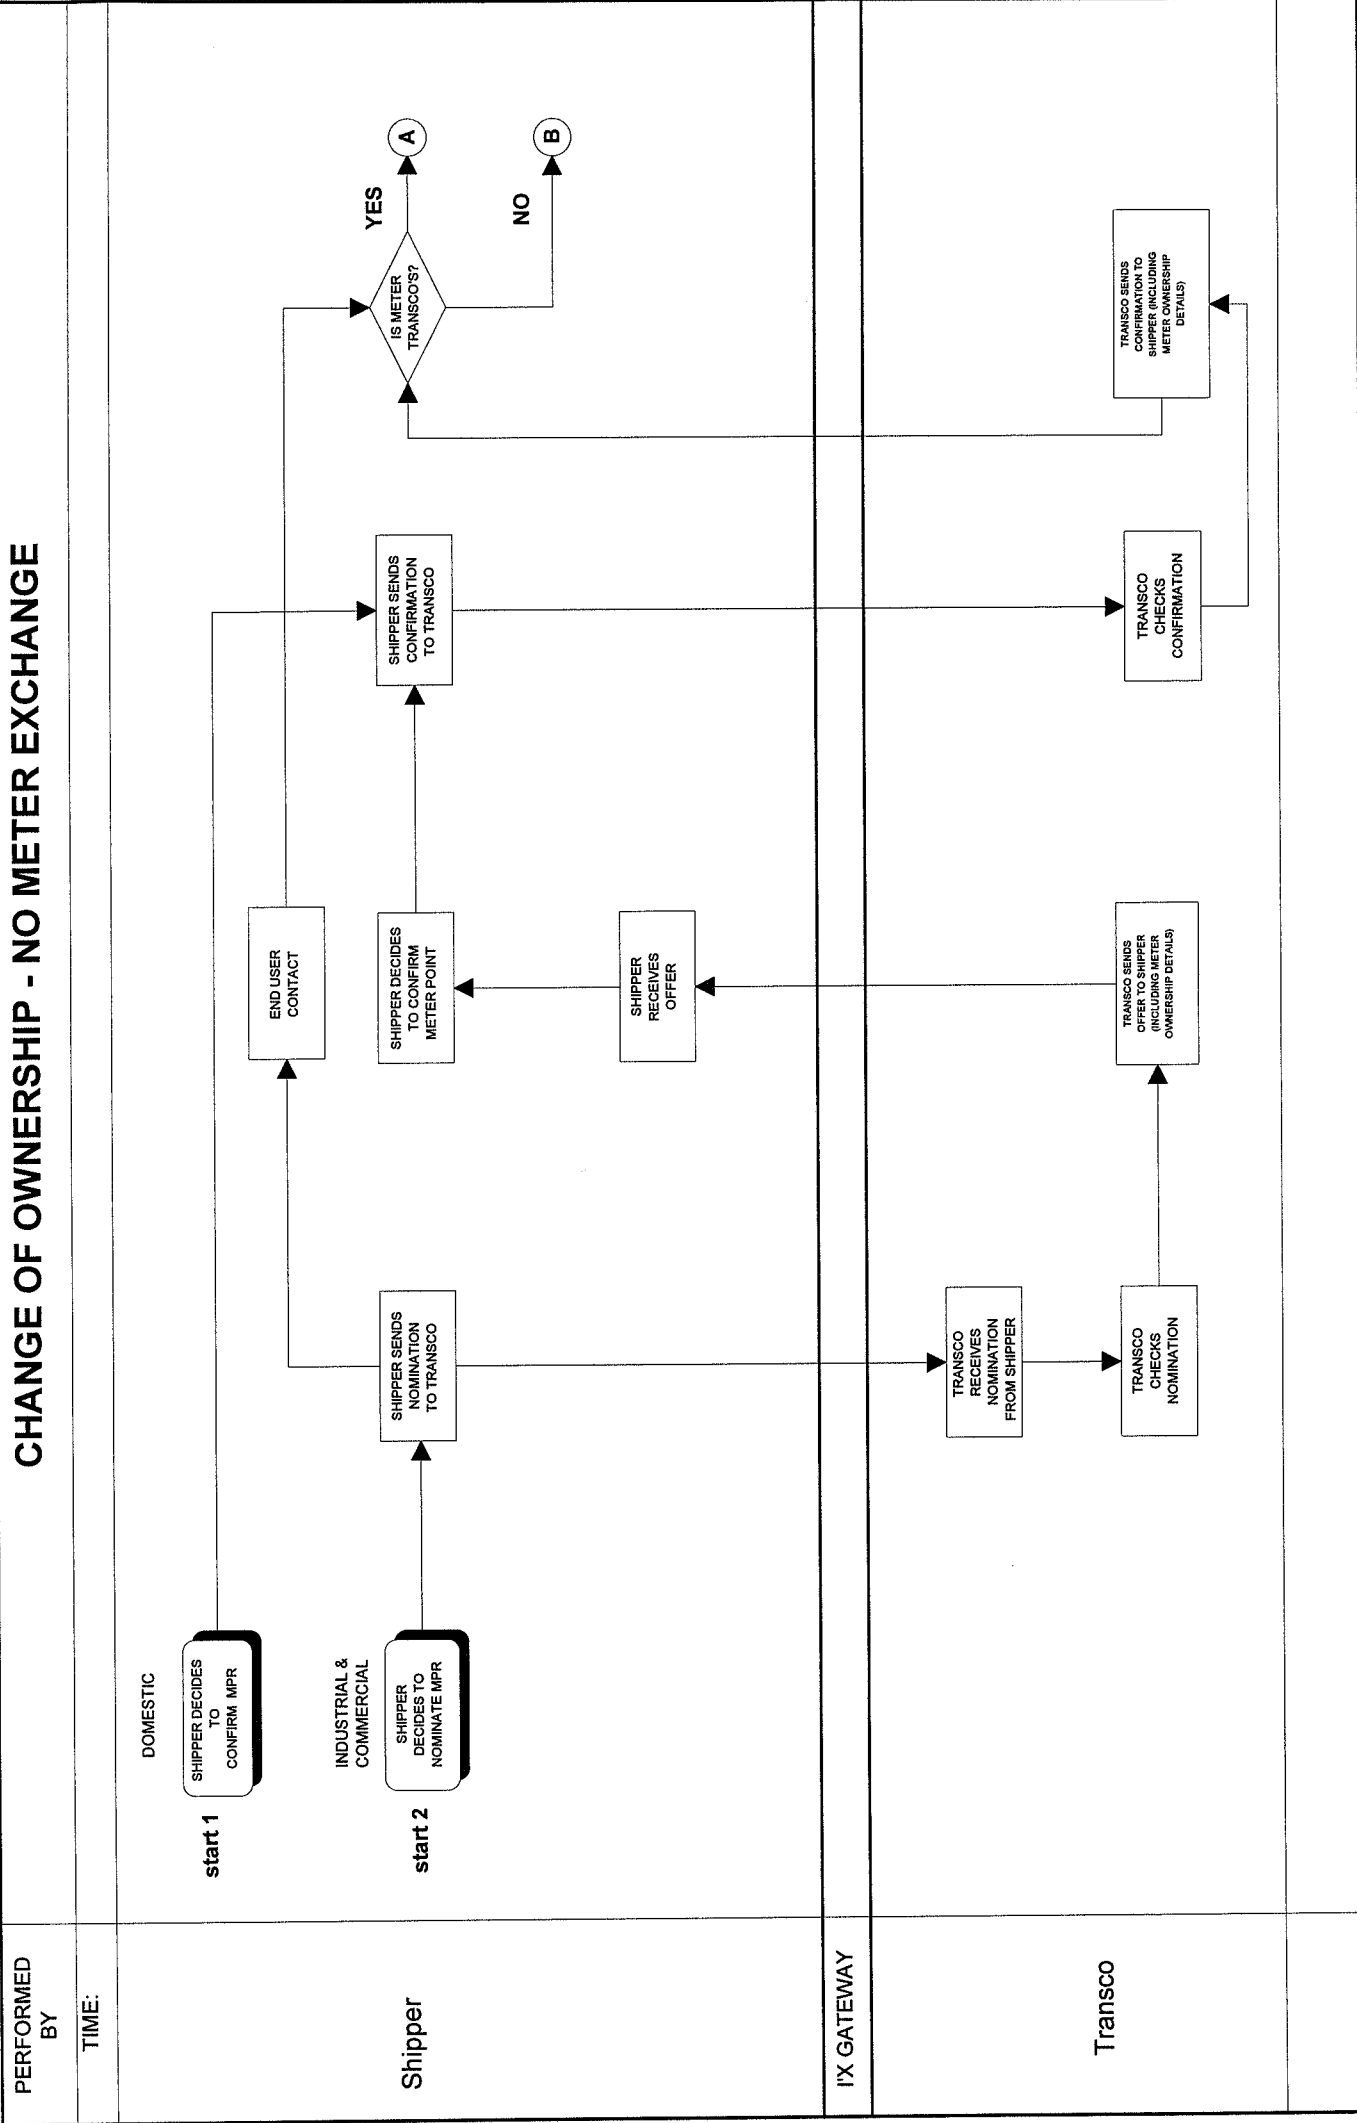 CHANGE OF OWNERSHIP - NO METER EXCHANGE
PERFORMED
BY
TIME:
Shipper
DOMESTIC
start 1
SHIPPER DECIDES
TO
CONFIRM MPR
INDUSTRIAL &
COMMERCIAL
start 2
SHIPPER
DECIDES TO
NOMINATE MPR
SHIPPER SENDS
NOMINATION
TO TRANSCO
END USER
CONTACT
SHIPPER DECIDES
TO CONFIRM
METER POINT
SHIPPER
RECEIVES
OFFER
SHIPPER SENDS
CONFIRMATION
TO TRANSCO
IS METER
TRANSCO'S?
YES
A
NO
B
I'X GATEWAY
Transco
TRANSCO
RECEIVES
NOMINATION
FROM SHIPPER
TRANSCO
CHECKS
NOMINATION
TRANSCO SENDS
OFFER TO SHIPPER
(INCLUDING METER
OWNERSHIP DETAILS)
TRANSCO
CHECKS
CONFIRMATION
TRANSCO SENDS
CONFIRMATION TO
SHIPPER (INCLUDING
METER OWNERSHIP
DETAILS)